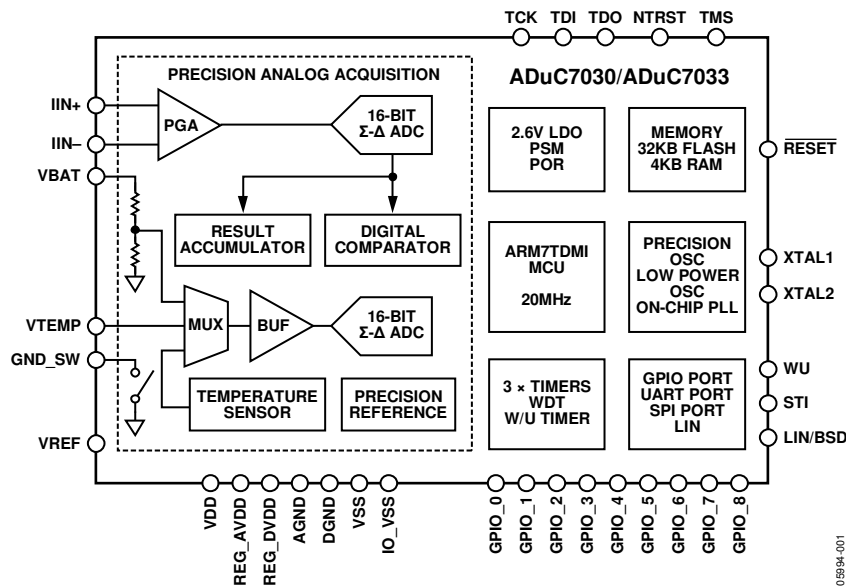 TCK TDI TDO NTRST TMS
PRECISION ANALOG ACQUISITION
ADuC7030/ADuC7033
IIN+
IIN–
VBAT
VTEMP
GND_SW
VREF
PGA
16-BIT
Σ-Δ ADC
RESULT
ACCUMULATOR
DIGITAL
COMPARATOR
MUX
BUF
16-BIT
Σ-Δ ADC
TEMPERATURE
SENSOR
PRECISION
REFERENCE
2.6V LDO
PSM
POR
MEMORY
32KB FLASH
4KB RAM
ARM7TDMI
MCU
20MHz
PRECISION
OSC
LOW POWER
OSC
ON-CHIP PLL
3 × TIMERS
WDT
W/U TIMER
GPIO PORT
UART PORT
SPI PORT
LIN
RESET
XTAL1
XTAL2
WU
STI
LIN/BSD
VDD
REG_AVDD
REG_DVDD
AGND
DGND
VSS
IO_VSS
GPIO_0
GPIO_1
GPIO_2
GPIO_3
GPIO_4
GPIO_5
GPIO_6
GPIO_7
GPIO_8
05994-001